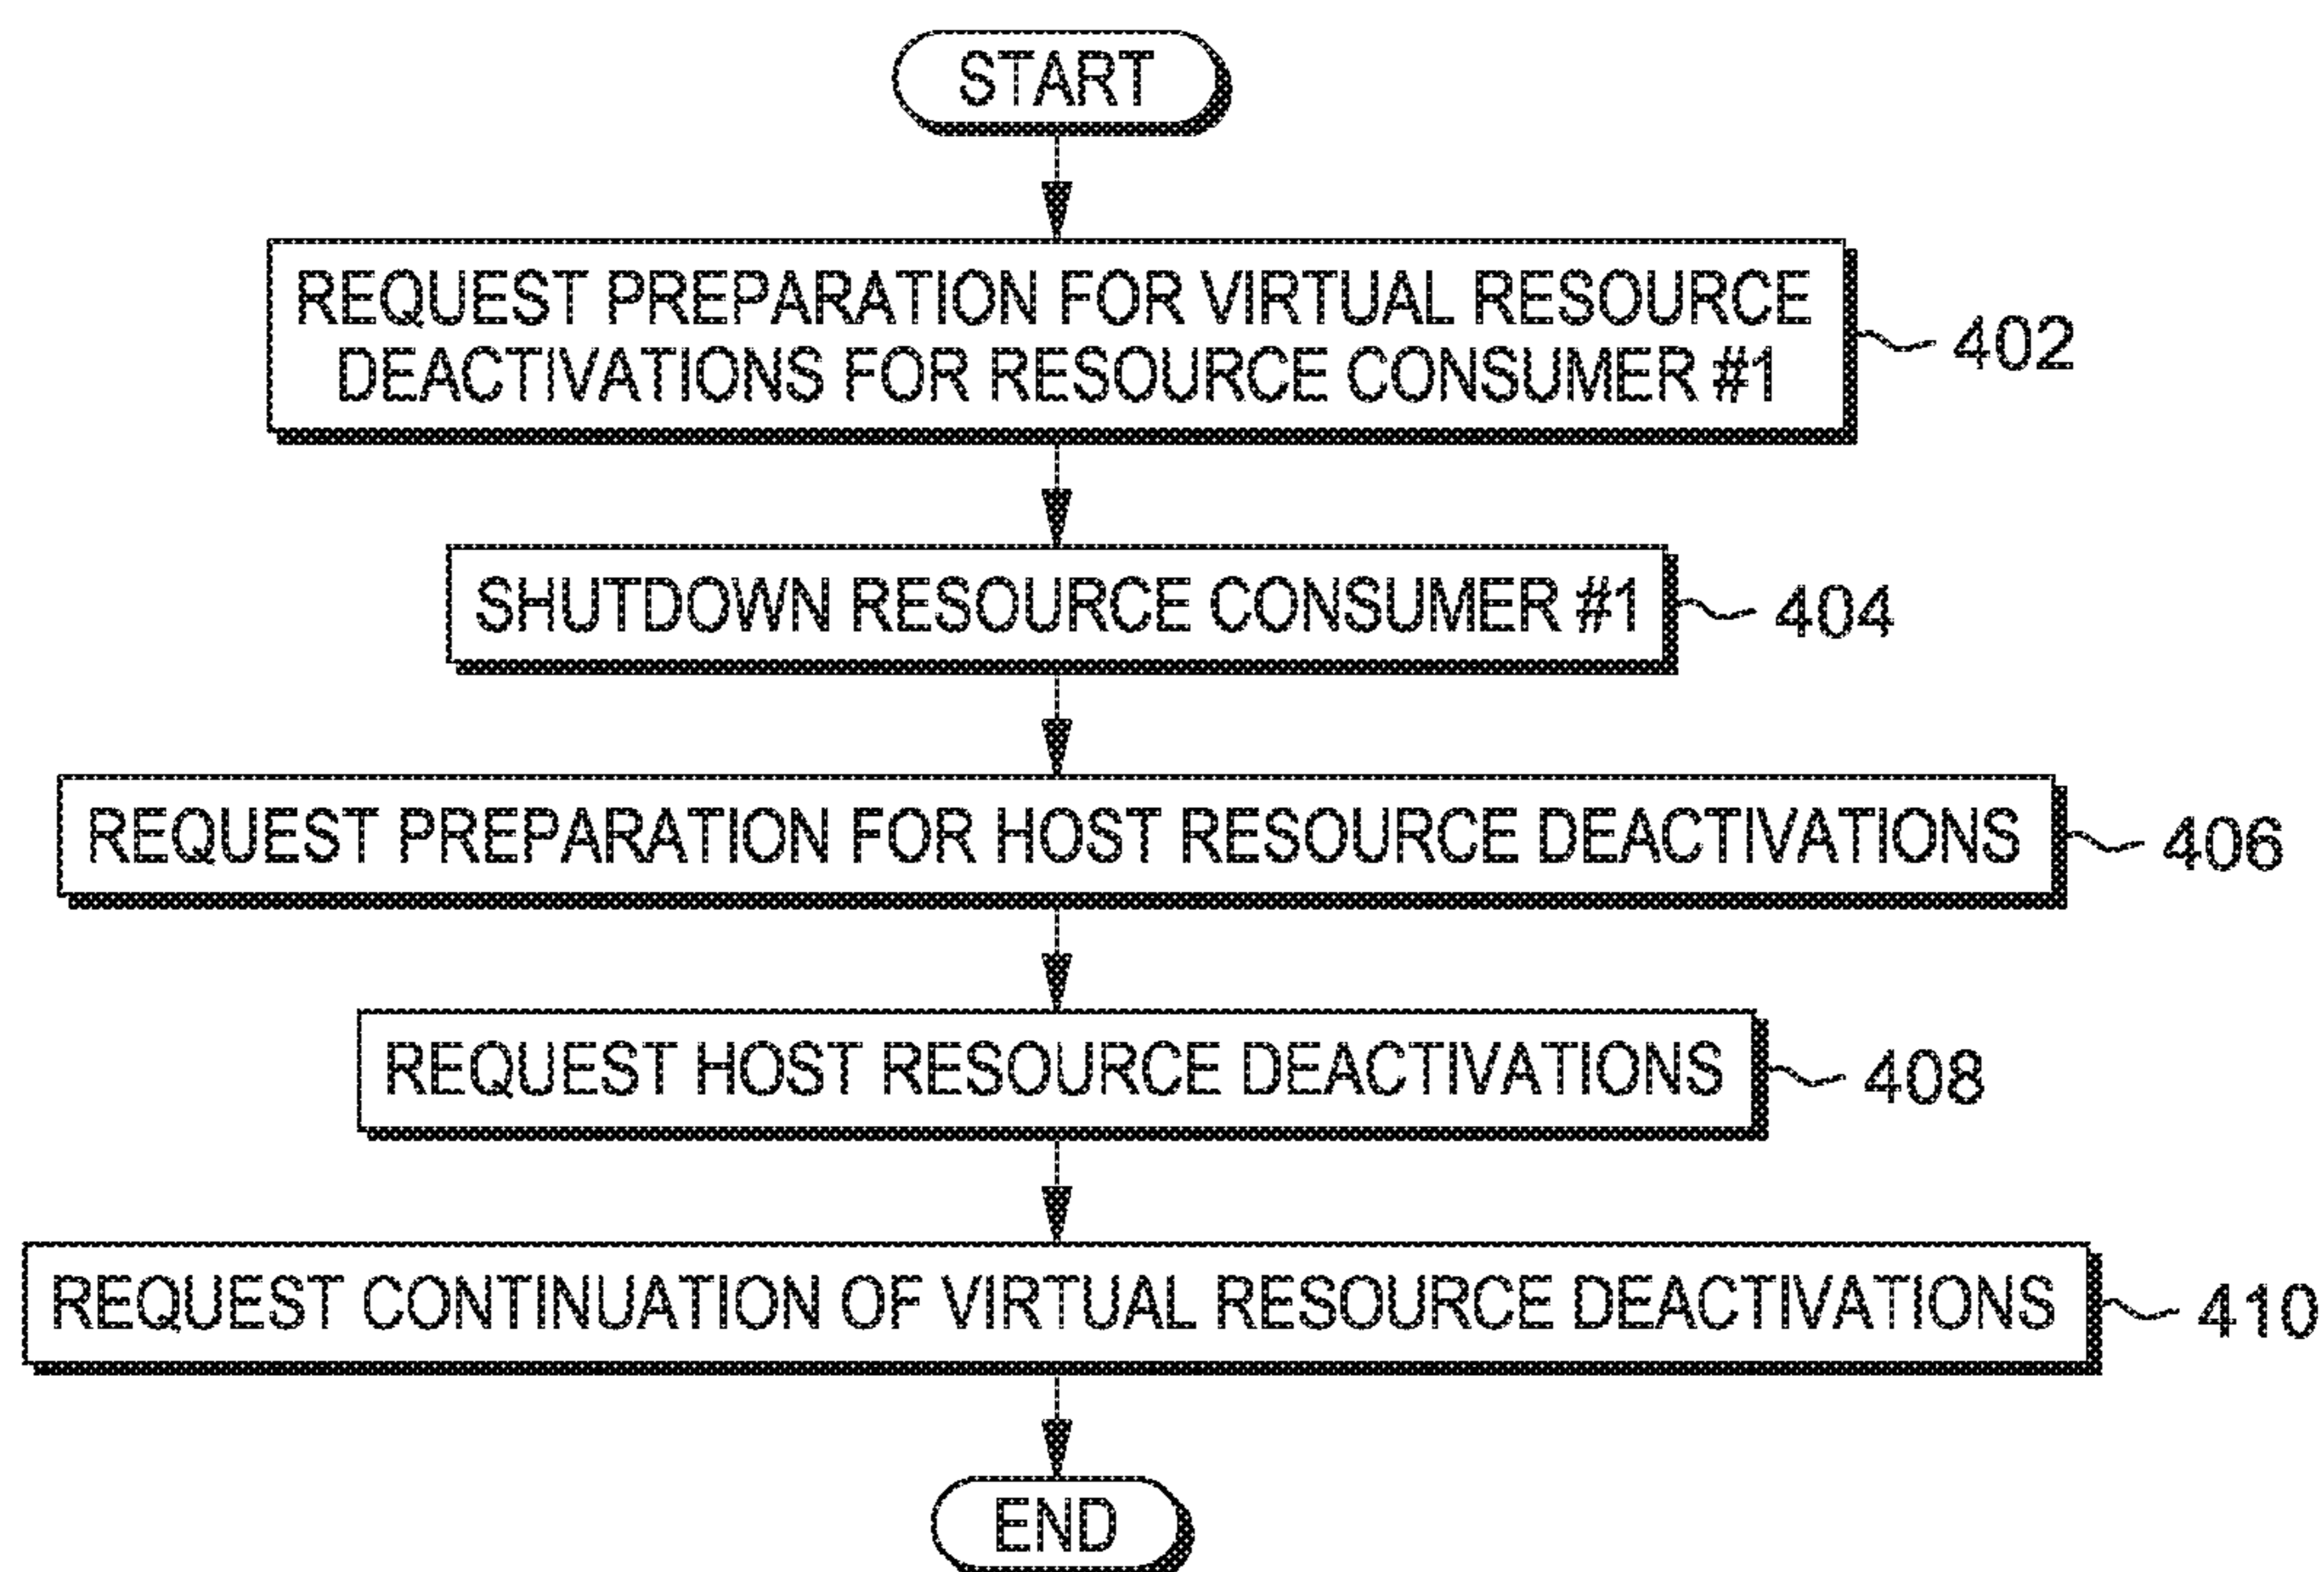 START
REQUEST PREPARATION FOR VIRTUAL RESOURCE
DEACTIVATIONS FOR RESOURCE CONSUMER #1
402
SHUTDOWN RESOURCE CONSUMER #1
404
REQUEST PREPARATION FOR HOST RESOURCE DEACTIVATIONS
406
REQUEST HOST RESOURCE DEACTIVATIONS
408
REQUEST CONTINUATION OF VIRTUAL RESOURCE DEACTIVATIONS
410
END